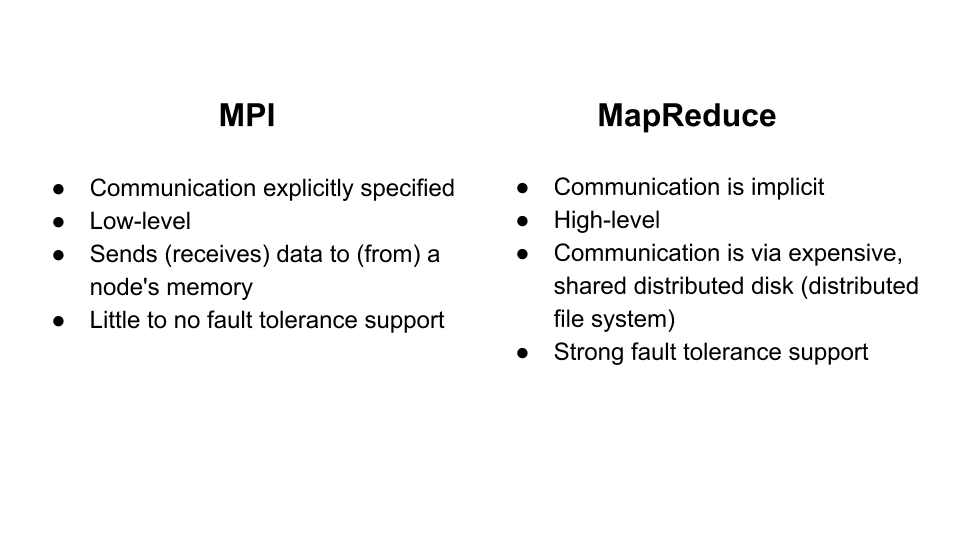 MPI
● Communication explicitly specified
● Low-level
● Sends (receives) data to (from) a
node's memory
● Little to no fault tolerance support
MapReduce
● Communication is implicit
● High-level
● Communication is via expensive,
shared distributed disk (distributed
file system)
● Strong fault tolerance support